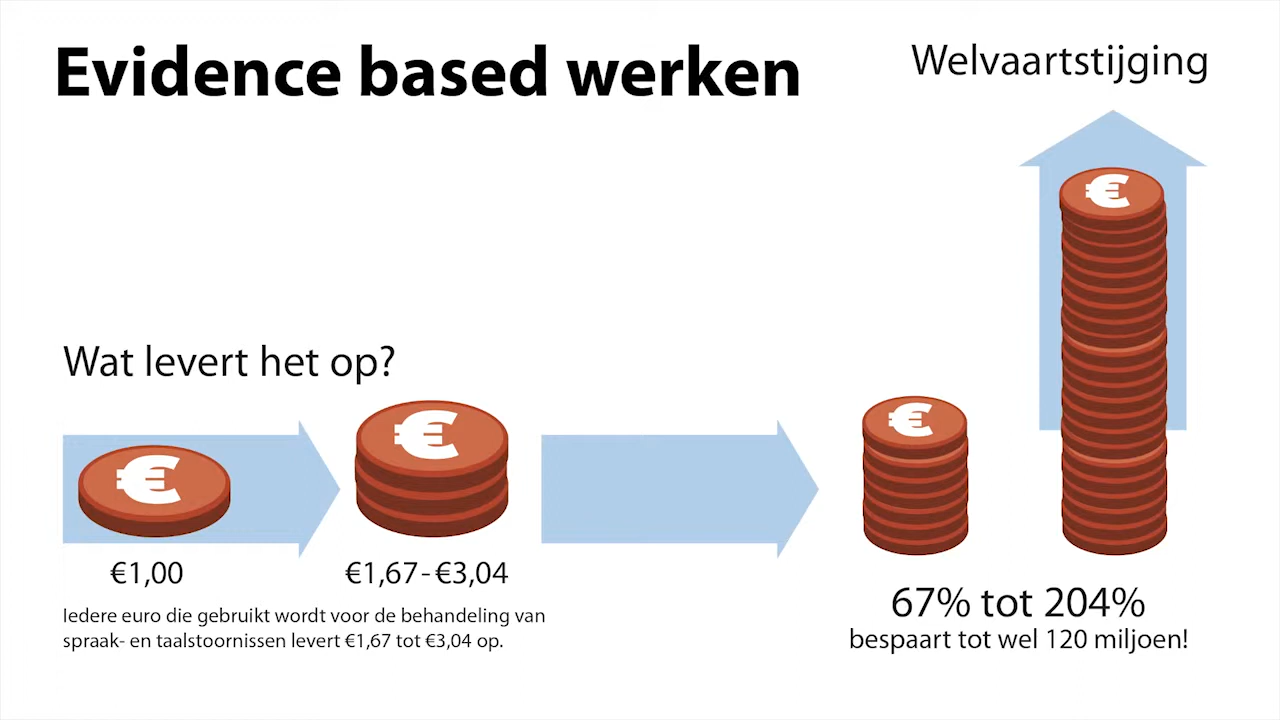 Evidence based werken
Welvaartstijging
Wat levert het op?
€
€
€
€
€1,00
€1,67-€3,04
Iedere euro die gebruikt wordt voor de behandeling van
spraak- en taalstoornissen levert €1,67 tot €3,04 op.
67% tot 204%
bespaart tot wel 120 miljoen!